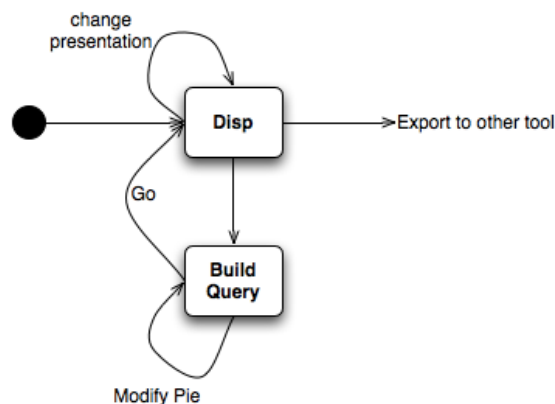 change
presentation
Disp
Export to other tool
Go
Build
Query
Modify Pie